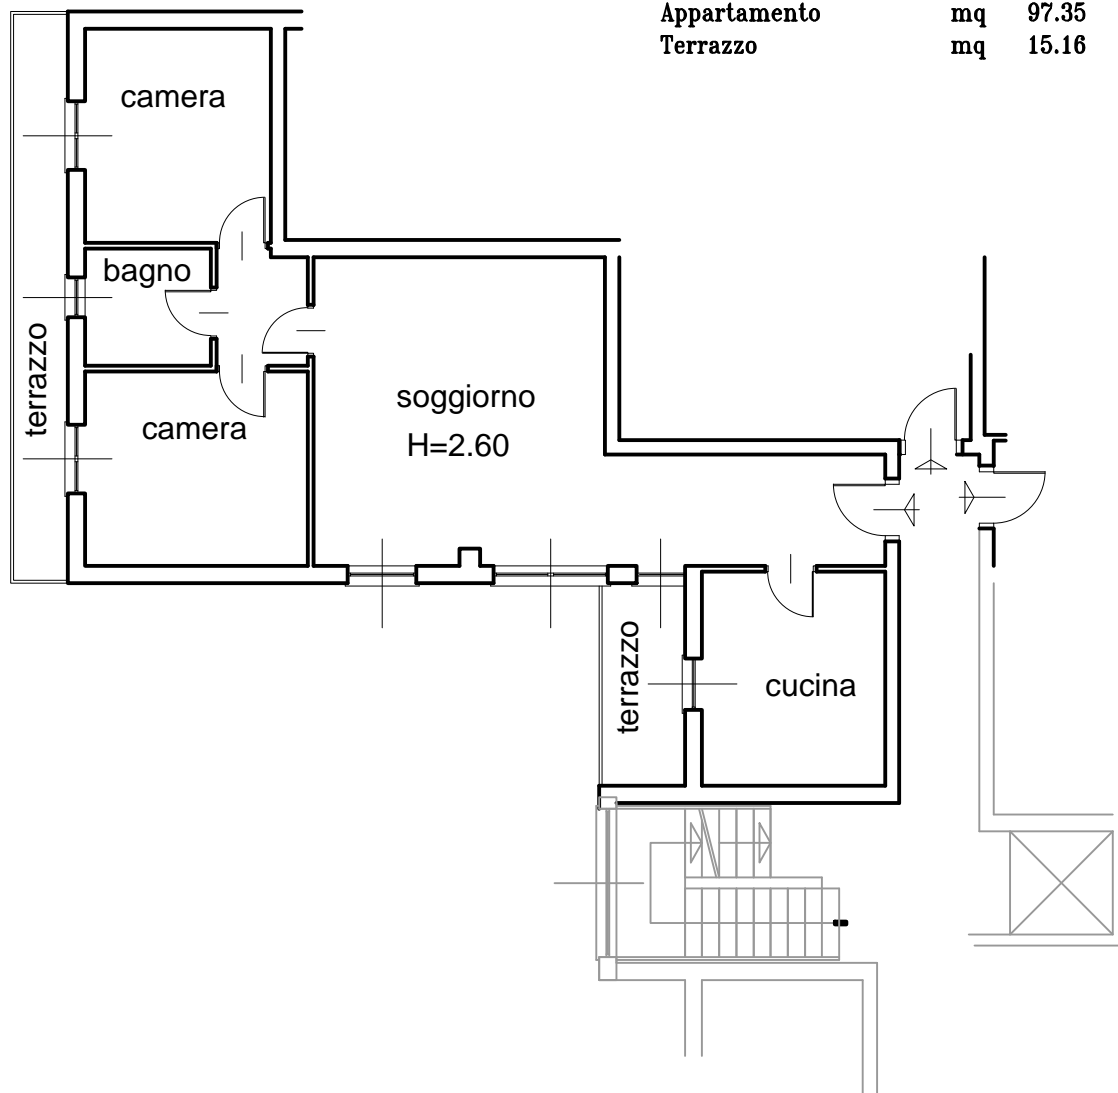 Appartamento mq 97.35
Terrazzo mq 15.16
camera
bagno
terrazzo
camera
soggiorno
H=2.60
terrazzo
cucina